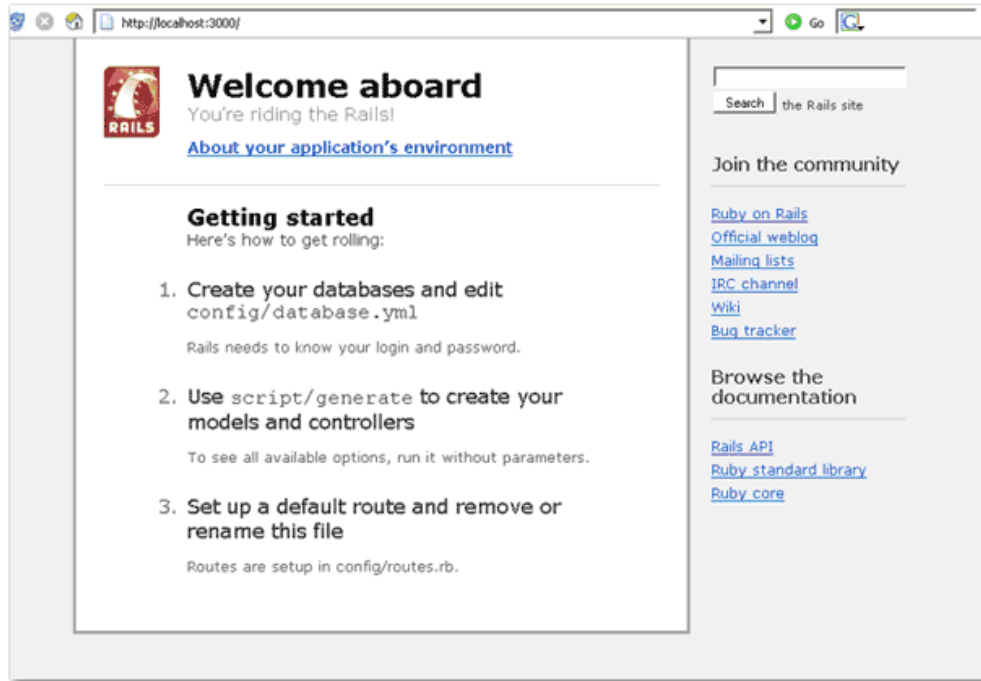 http://localhost:3000/
Go
G
RAILS
Welcome aboard
You're riding the Rails!
About your application's environment
Getting started
Here's how to get rolling:
1. Create your databases and edit
config/database.yml
Rails needs to know your login and password.
2. Use script/generate to create your
models and controllers
To see all available options, run it without parameters.
3. Set up a default route and remove or
rename this file
Routes are setup in config/routes.rb.
Search the Rails site
Join the community
Ruby on Rails
Official weblog
Mailing lists
IRC channel
Wiki
Bug tracker
Browse the
documentation
Rails API
Ruby standard library
Ruby core